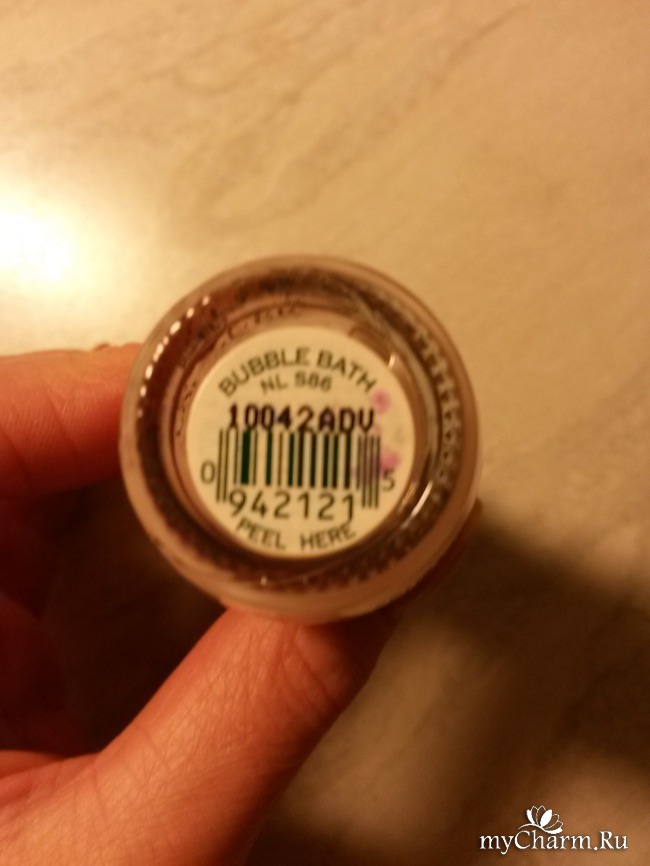 BUBBLE BATH
NL S86
10042ADV
0 942121 5
PEEL HERE
myCharm.Ru